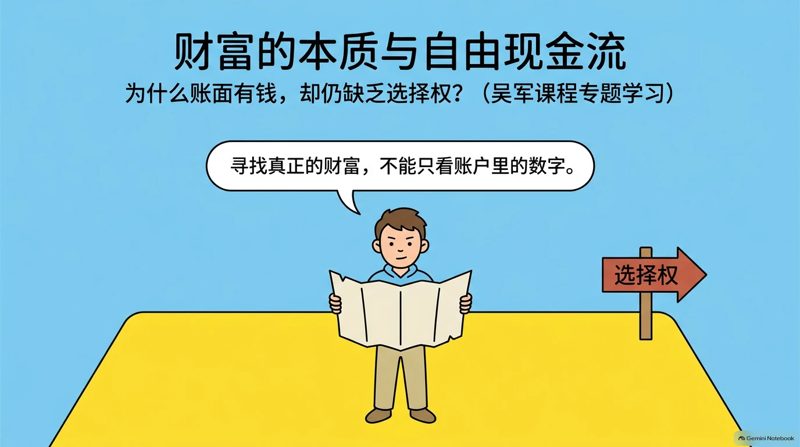 财富的本质与自由现金流
为什么账面有钱，却仍缺乏选择权？（吴军课程专题学习）
寻找真正的财富，不能只看账户里的数字。
选择权
Gemini Notebook